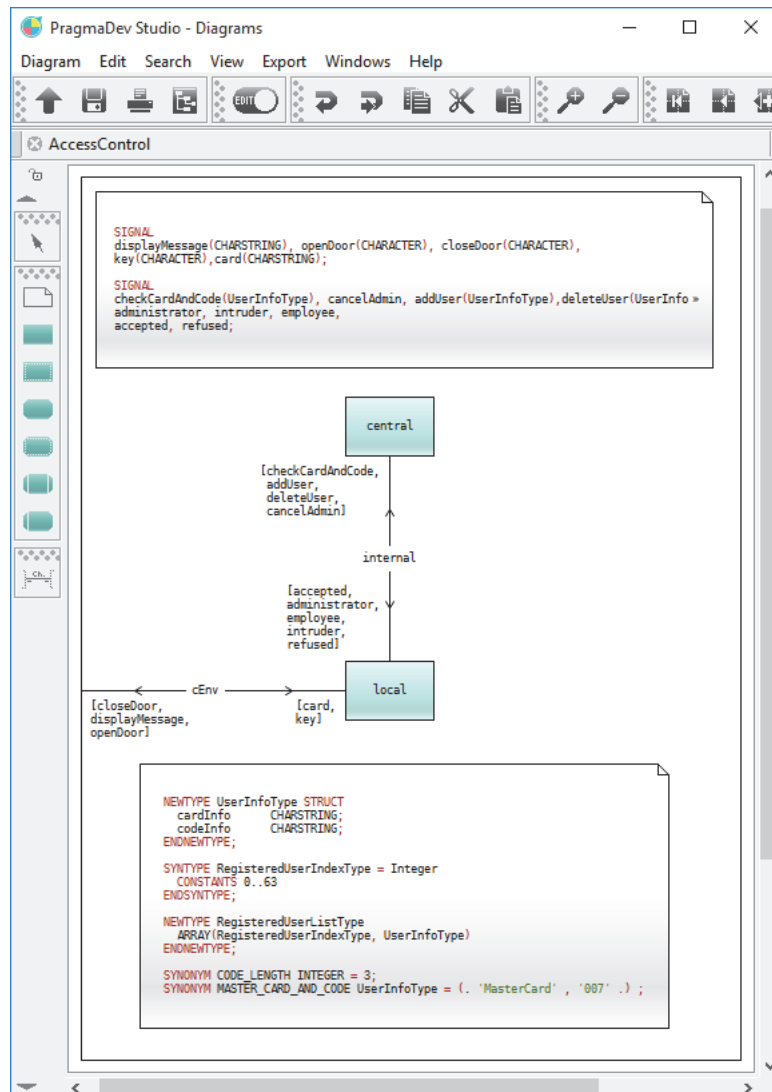 PragmaDev Studio - Diagrams
Diagram Edit Search View Export Windows Help
EDIT
AccessControl
SIGNAL
displayMessage(CHARSTRING), openDoor(CHARACTER), closeDoor(CHARACTER),
key(CHARACTER),card(CHARSTRING);
SIGNAL
checkCardAndCode(UserInfoType), cancelAdmin, addUser(UserInfoType),deleteUser(UserInfo »
administrator, intruder, employee,
accepted, refused;
central
[checkCardAndCode,
addUser,
deleteUser,
cancelAdmin]
internal
[accepted,
administrator,
employee,
intruder,
refused]
Ch.
local
cEnv
[closeDoor,
displayMessage,
openDoor]
[card,
key]
NEWTYPE UserInfoType STRUCT
cardInfo CHARSTRING;
codeInfo CHARSTRING;
ENDNEWTYPE;
SYNTYPE RegisteredUserIndexType = Integer
CONSTANTS 0..63
ENDSYNTYPE;
NEWTYPE RegisteredUserListType
ARRAY(RegisteredUserIndexType, UserInfoType)
ENDNEWTYPE;
SYNONYM CODE_LENGTH INTEGER = 3;
SYNONYM MASTER_CARD_AND_CODE UserInfoType = (. 'MasterCard' , '007' .) ;